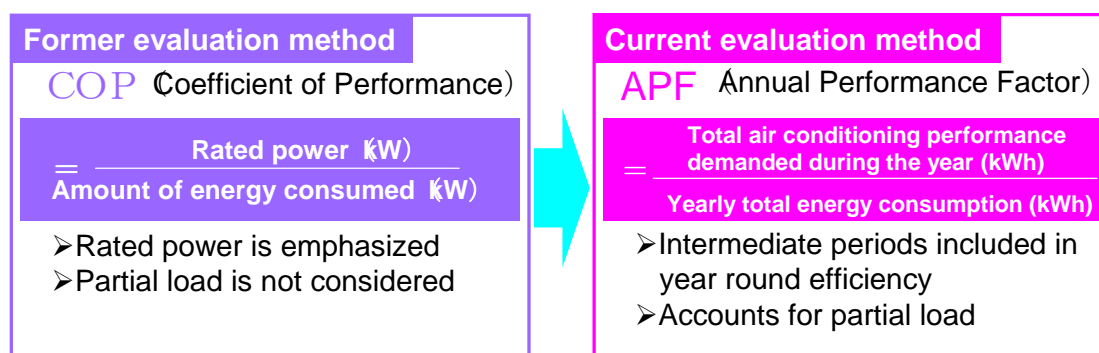 Former evaluation method
COP (Coefficient of Performance)
= Rated power (kW)
Amount of energy consumed (kW)
➢Rated power is emphasized
➢Partial load is not considered
Current evaluation method
APF (Annual Performance Factor)
= Total air conditioning performance
demanded during the year (kWh)
Yearly total energy consumption (kWh)
➢Intermediate periods included in
year round efficiency
➢Accounts for partial load